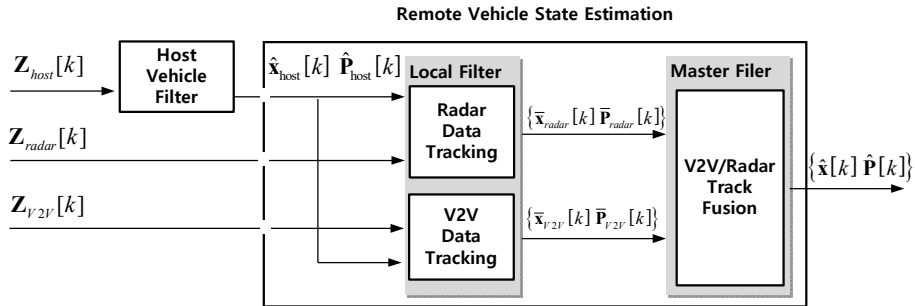 Remote Vehicle State Estimation
Z_host[k]
Host
Vehicle
Filter
x̂_host[k] P̂_host[k]
Local Filter
Master Filer
Z_radar[k]
Radar
Data
Tracking
{x̄_radar[k] P̄_radar[k]}
V2V/Radar
Track
Fusion
{x̂[k] P̂[k]}
Z_V2V[k]
V2V
Data
Tracking
{x̄_V2V[k] P̄_V2V[k]}